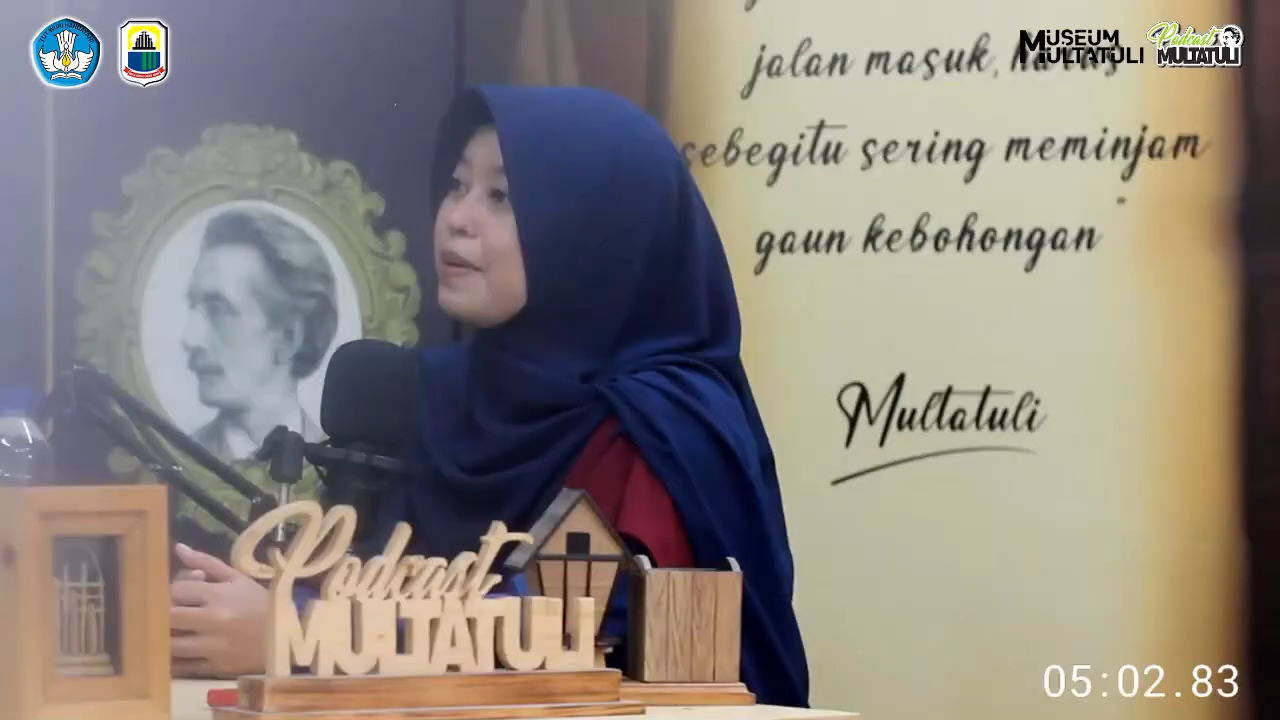 MUSEUM
MULTATULI
Podcast
MULTATULI
jalan masuk,
sebegitu sering meminjam
gaun kebohongan"
Multatuli
Podcast
MULTATULI
05:02.83